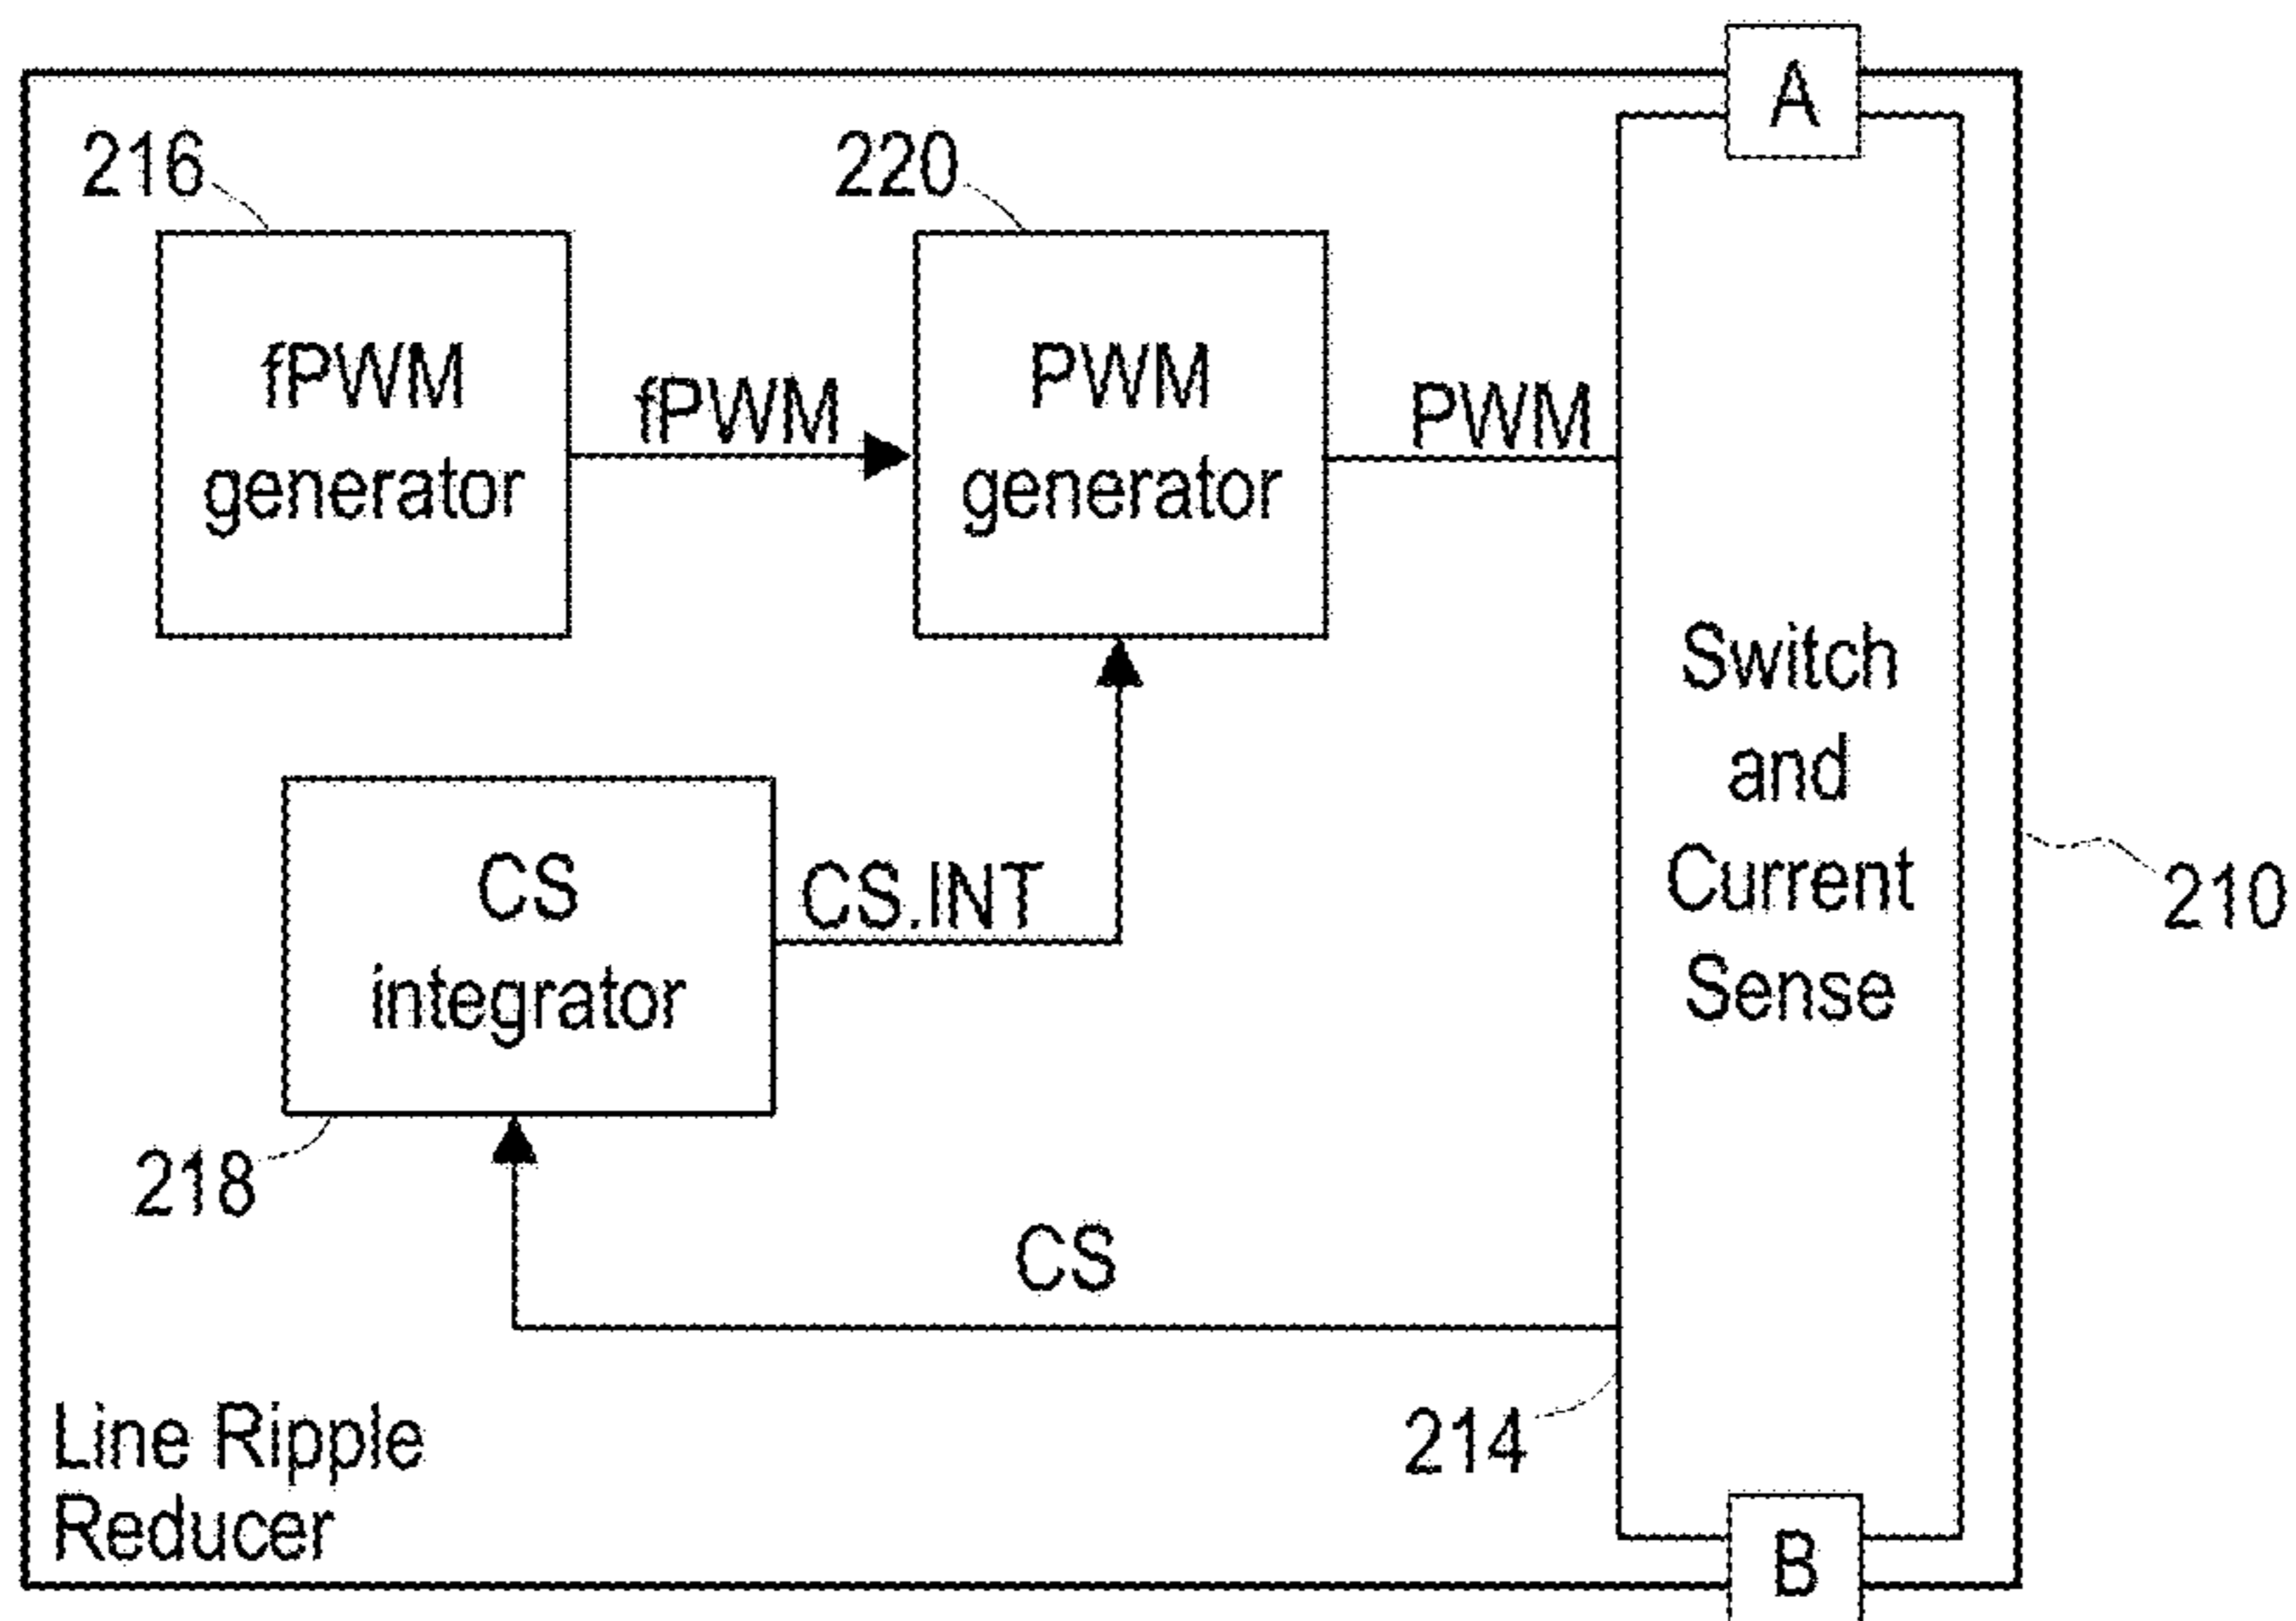 A
216
220
fPWM
generator
fPWM
PWM
generator
PWM
Switch
and
Current
Sense
210
CS
integrator
CS.INT
218
CS
214
Line Ripple
Reducer
B